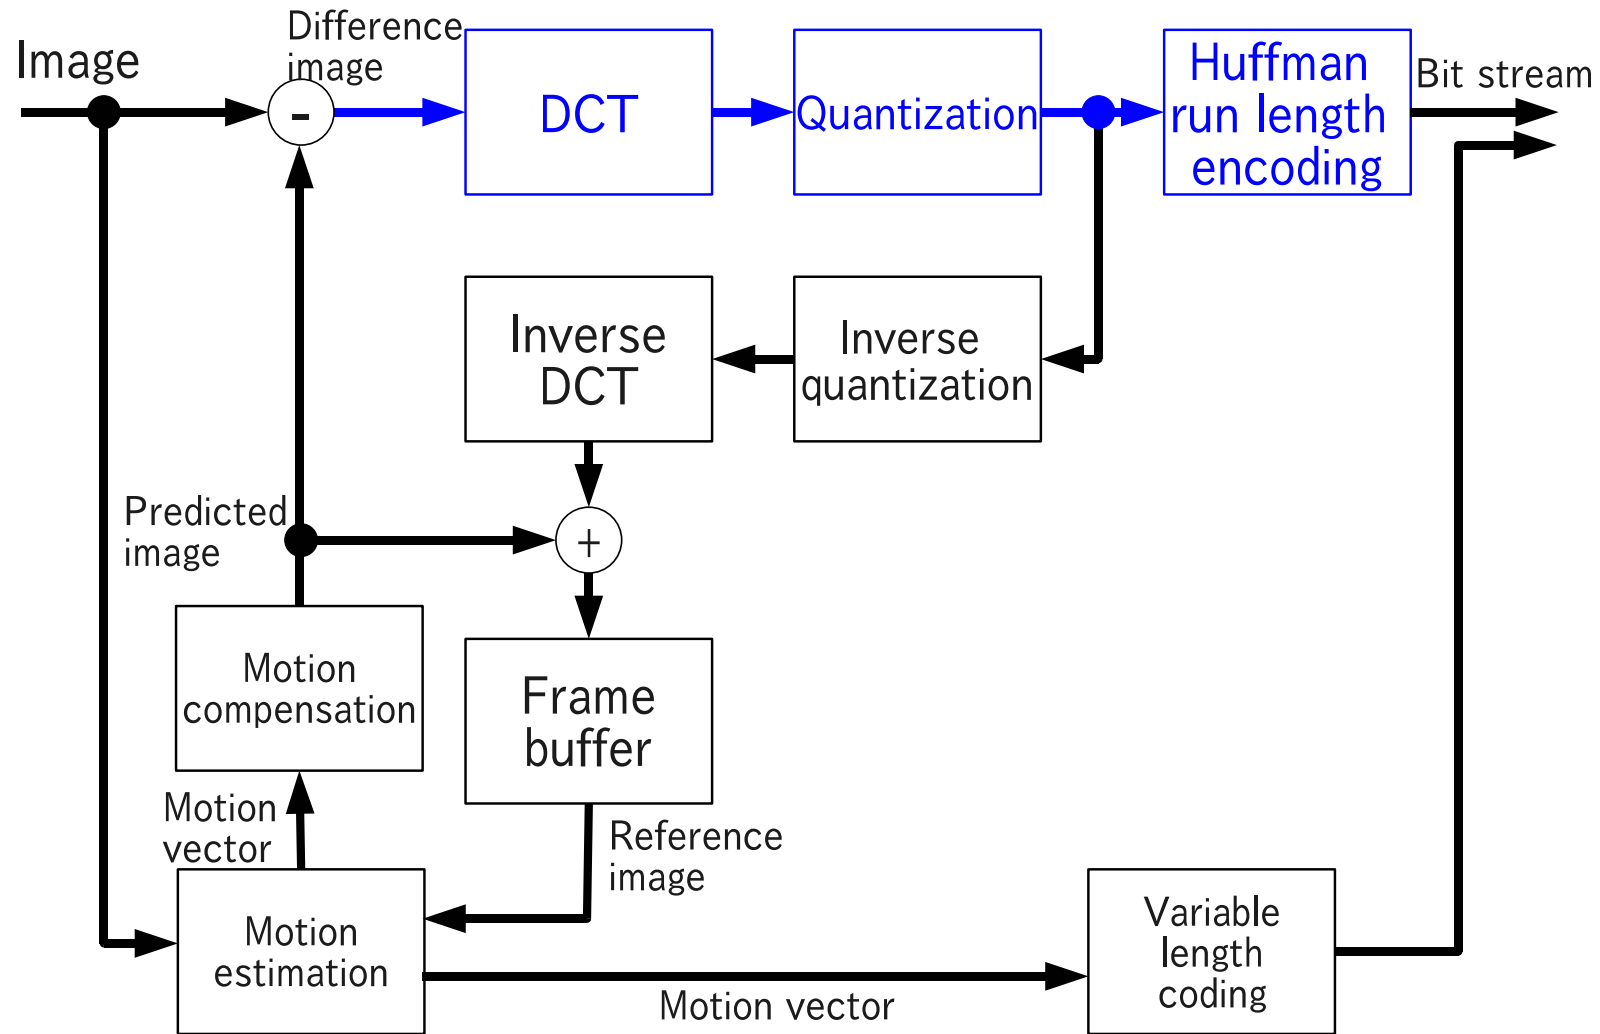 Image
Difference
image
-
DCT
Quantization
Huffman
run length
encoding
Bit stream
Inverse
DCT
Inverse
quantization
Predicted
image
+
Motion
compensation
Frame
buffer
Motion
vector
Reference
image
Motion
estimation
Motion vector
Variable
length
coding